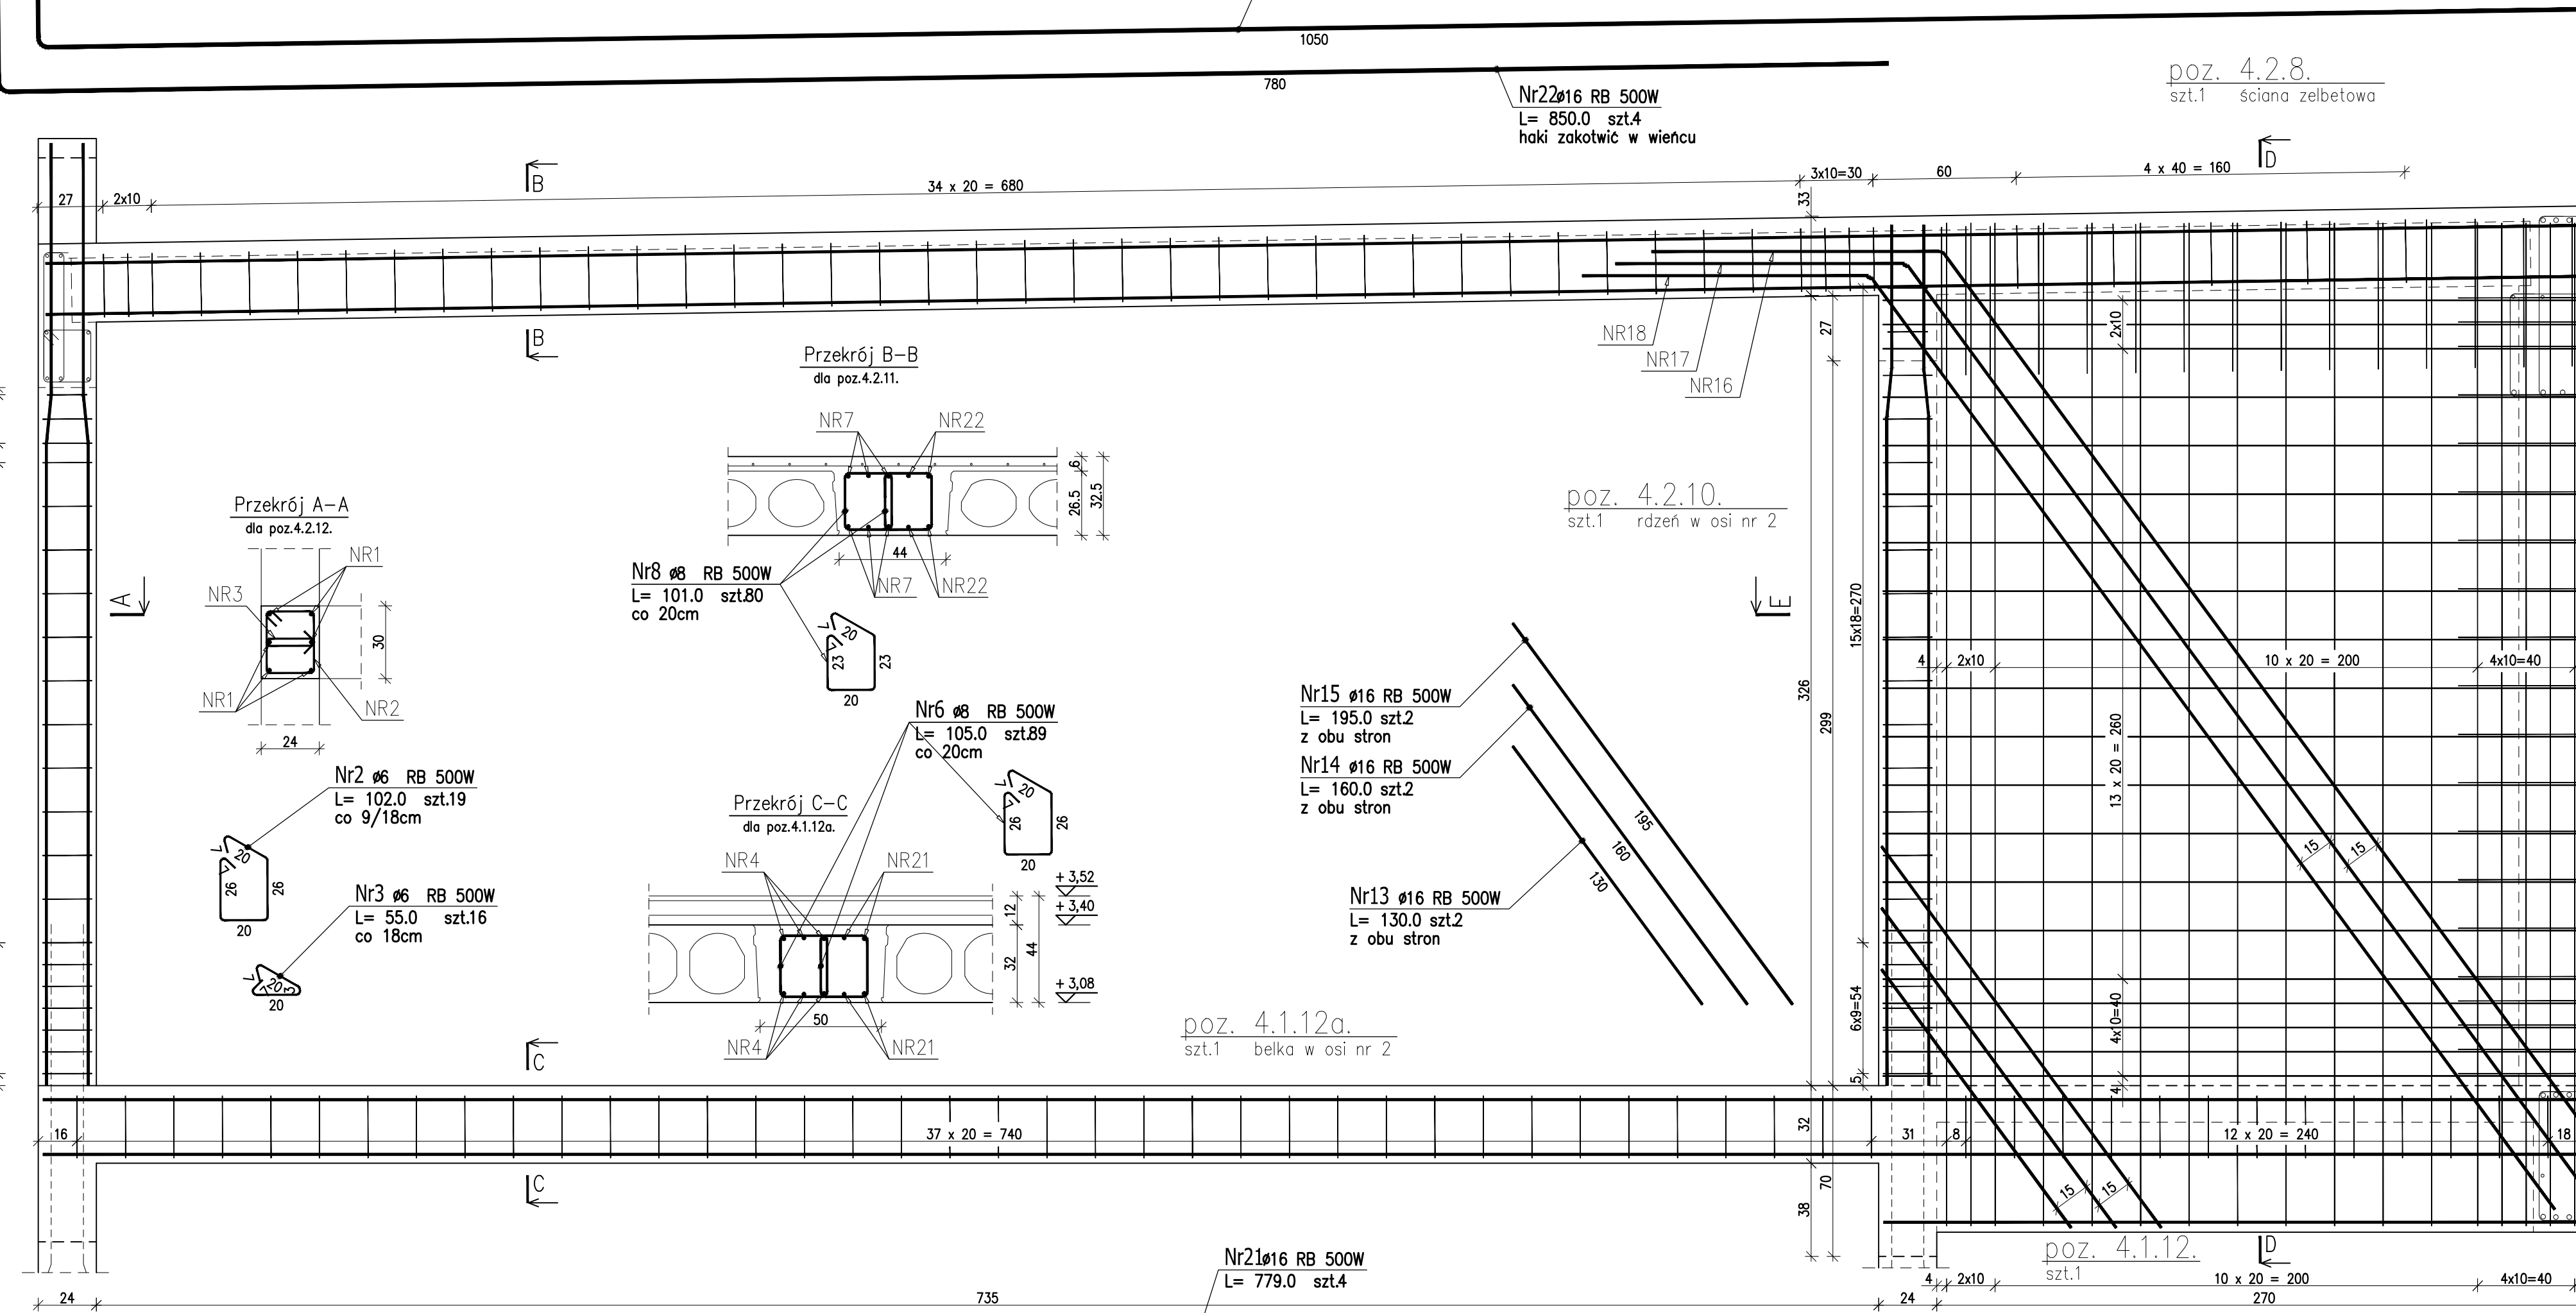 1050
780
Nr22ø16 RB 500W
L= 850.0 szt.4
haki zakotwić w wieńcu
poz. 4.2.8.
szt.1 ściana zelbetowa
B
D
27
2x10
34 x 20 = 680
3x10=30
60
4 x 40 = 160
33
B
27
2x10
NR18
NR17
NR16
Przekrój B-B
dla poz.4.2.11.
NR7
NR22
6
26.5
32.5
44
NR7
NR22
Nr8 ø8 RB 500W
L= 101.0 szt.80
co 20cm
7
20
7
23
23
20
Przekrój A-A
dla poz.4.2.12.
NR1
NR3
30
NR1
NR2
24
A
poz. 4.2.10.
szt.1 rdzeń w osi nr 2
E
15x18=270
326
299
4
2x10
10 x 20 = 200
4x10=40
13 x 20 = 260
Nr2 ø6 RB 500W
L= 102.0 szt.19
co 9/18cm
7
20
7
26
26
20
Nr3 ø6 RB 500W
L= 55.0 szt.16
co 18cm
7
20
7
3
20
Nr6 ø8 RB 500W
L= 105.0 szt.89
co 20cm
7
20
7
26
26
20
Przekrój C-C
dla poz.4.1.12a.
NR4
NR21
+ 3,52
+ 3,40
+ 3,08
12
32
44
50
NR4
NR21
Nr15 ø16 RB 500W
L= 195.0 szt.2
z obu stron
Nr14 ø16 RB 500W
L= 160.0 szt.2
z obu stron
Nr13 ø16 RB 500W
L= 130.0 szt.2
z obu stron
195
160
130
15
15
poz. 4.1.12a.
szt.1 belka w osi nr 2
6x9=54
4x10=40
5
4
C
16
37 x 20 = 740
32
31
8
12 x 20 = 240
18
C
70
38
15
15
Nr21ø16 RB 500W
L= 779.0 szt.4
poz. 4.1.12.
szt.1
D
4
2x10
10 x 20 = 200
4x10=40
24
735
24
270